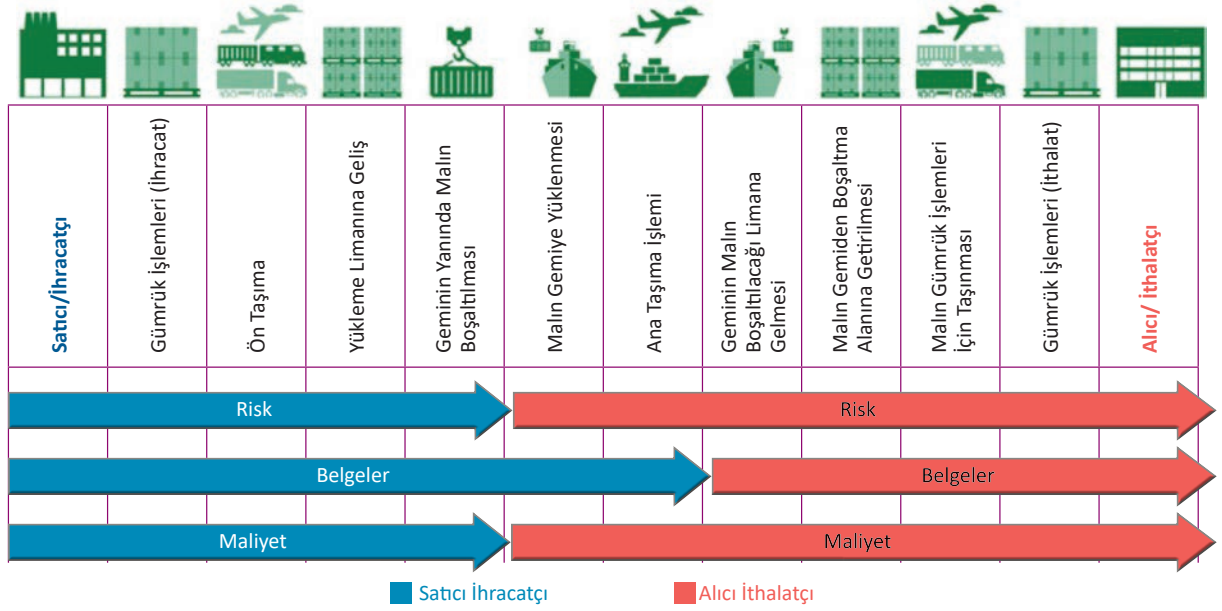 Satıcı/İhracatçı
Gümrük İşlemleri (İhracat)
Ön Taşıma
Yükleme Limanına Geliş
Geminin Yanında Malın
Boşaltılması
Malın Gemiye Yüklenmesi
Ana Taşıma İşlemi
Geminin Malın
Boşaltılacağı Limana
Gelmesi
Malın Gemiden Boşaltma
Alanına Getirilmesi
Malın Gümrük İşlemleri
İçin Taşınması
Gümrük İşlemleri (İthalat)
Alıcı/ İthalatçı
Risk
Risk
Belgeler
Belgeler
Maliyet
Maliyet
Satıcı İhracatçı
Alıcı İthalatçı